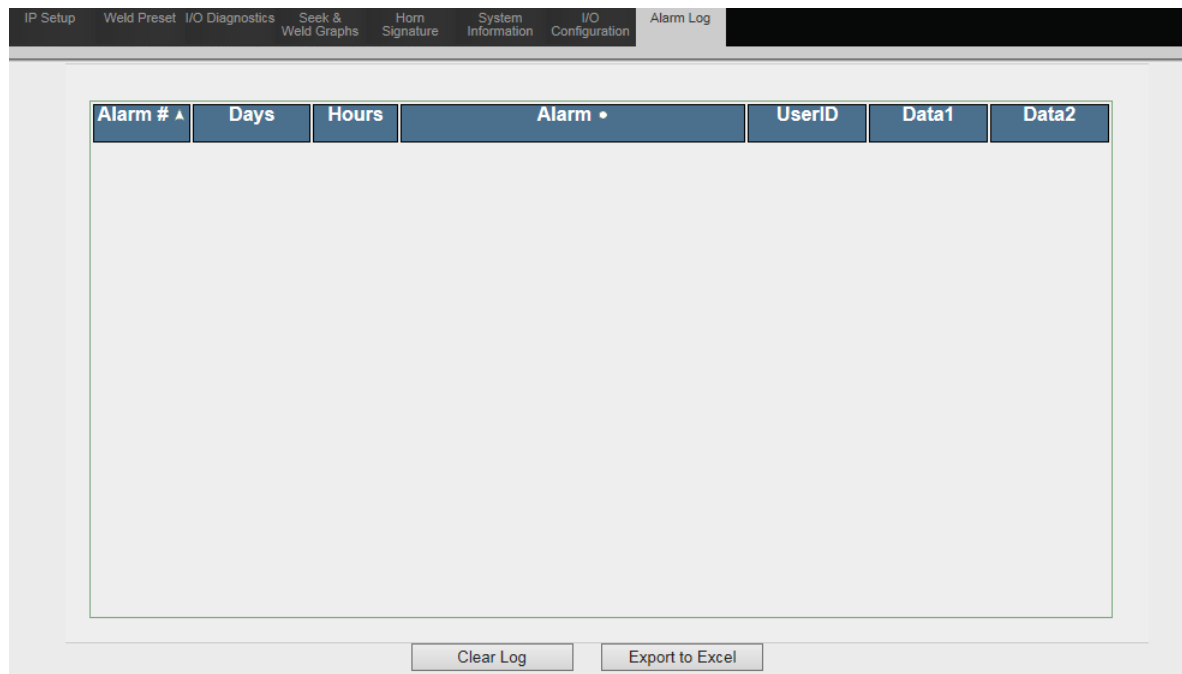 IP Setup
Weld Preset
I/O Diagnostics
Seek &
Weld Graphs
Horn
Signature
System
Information
I/O
Configuration
Alarm Log
Alarm # Days Hours Alarm • UserID Data1 Data2
Clear Log Export to Excel